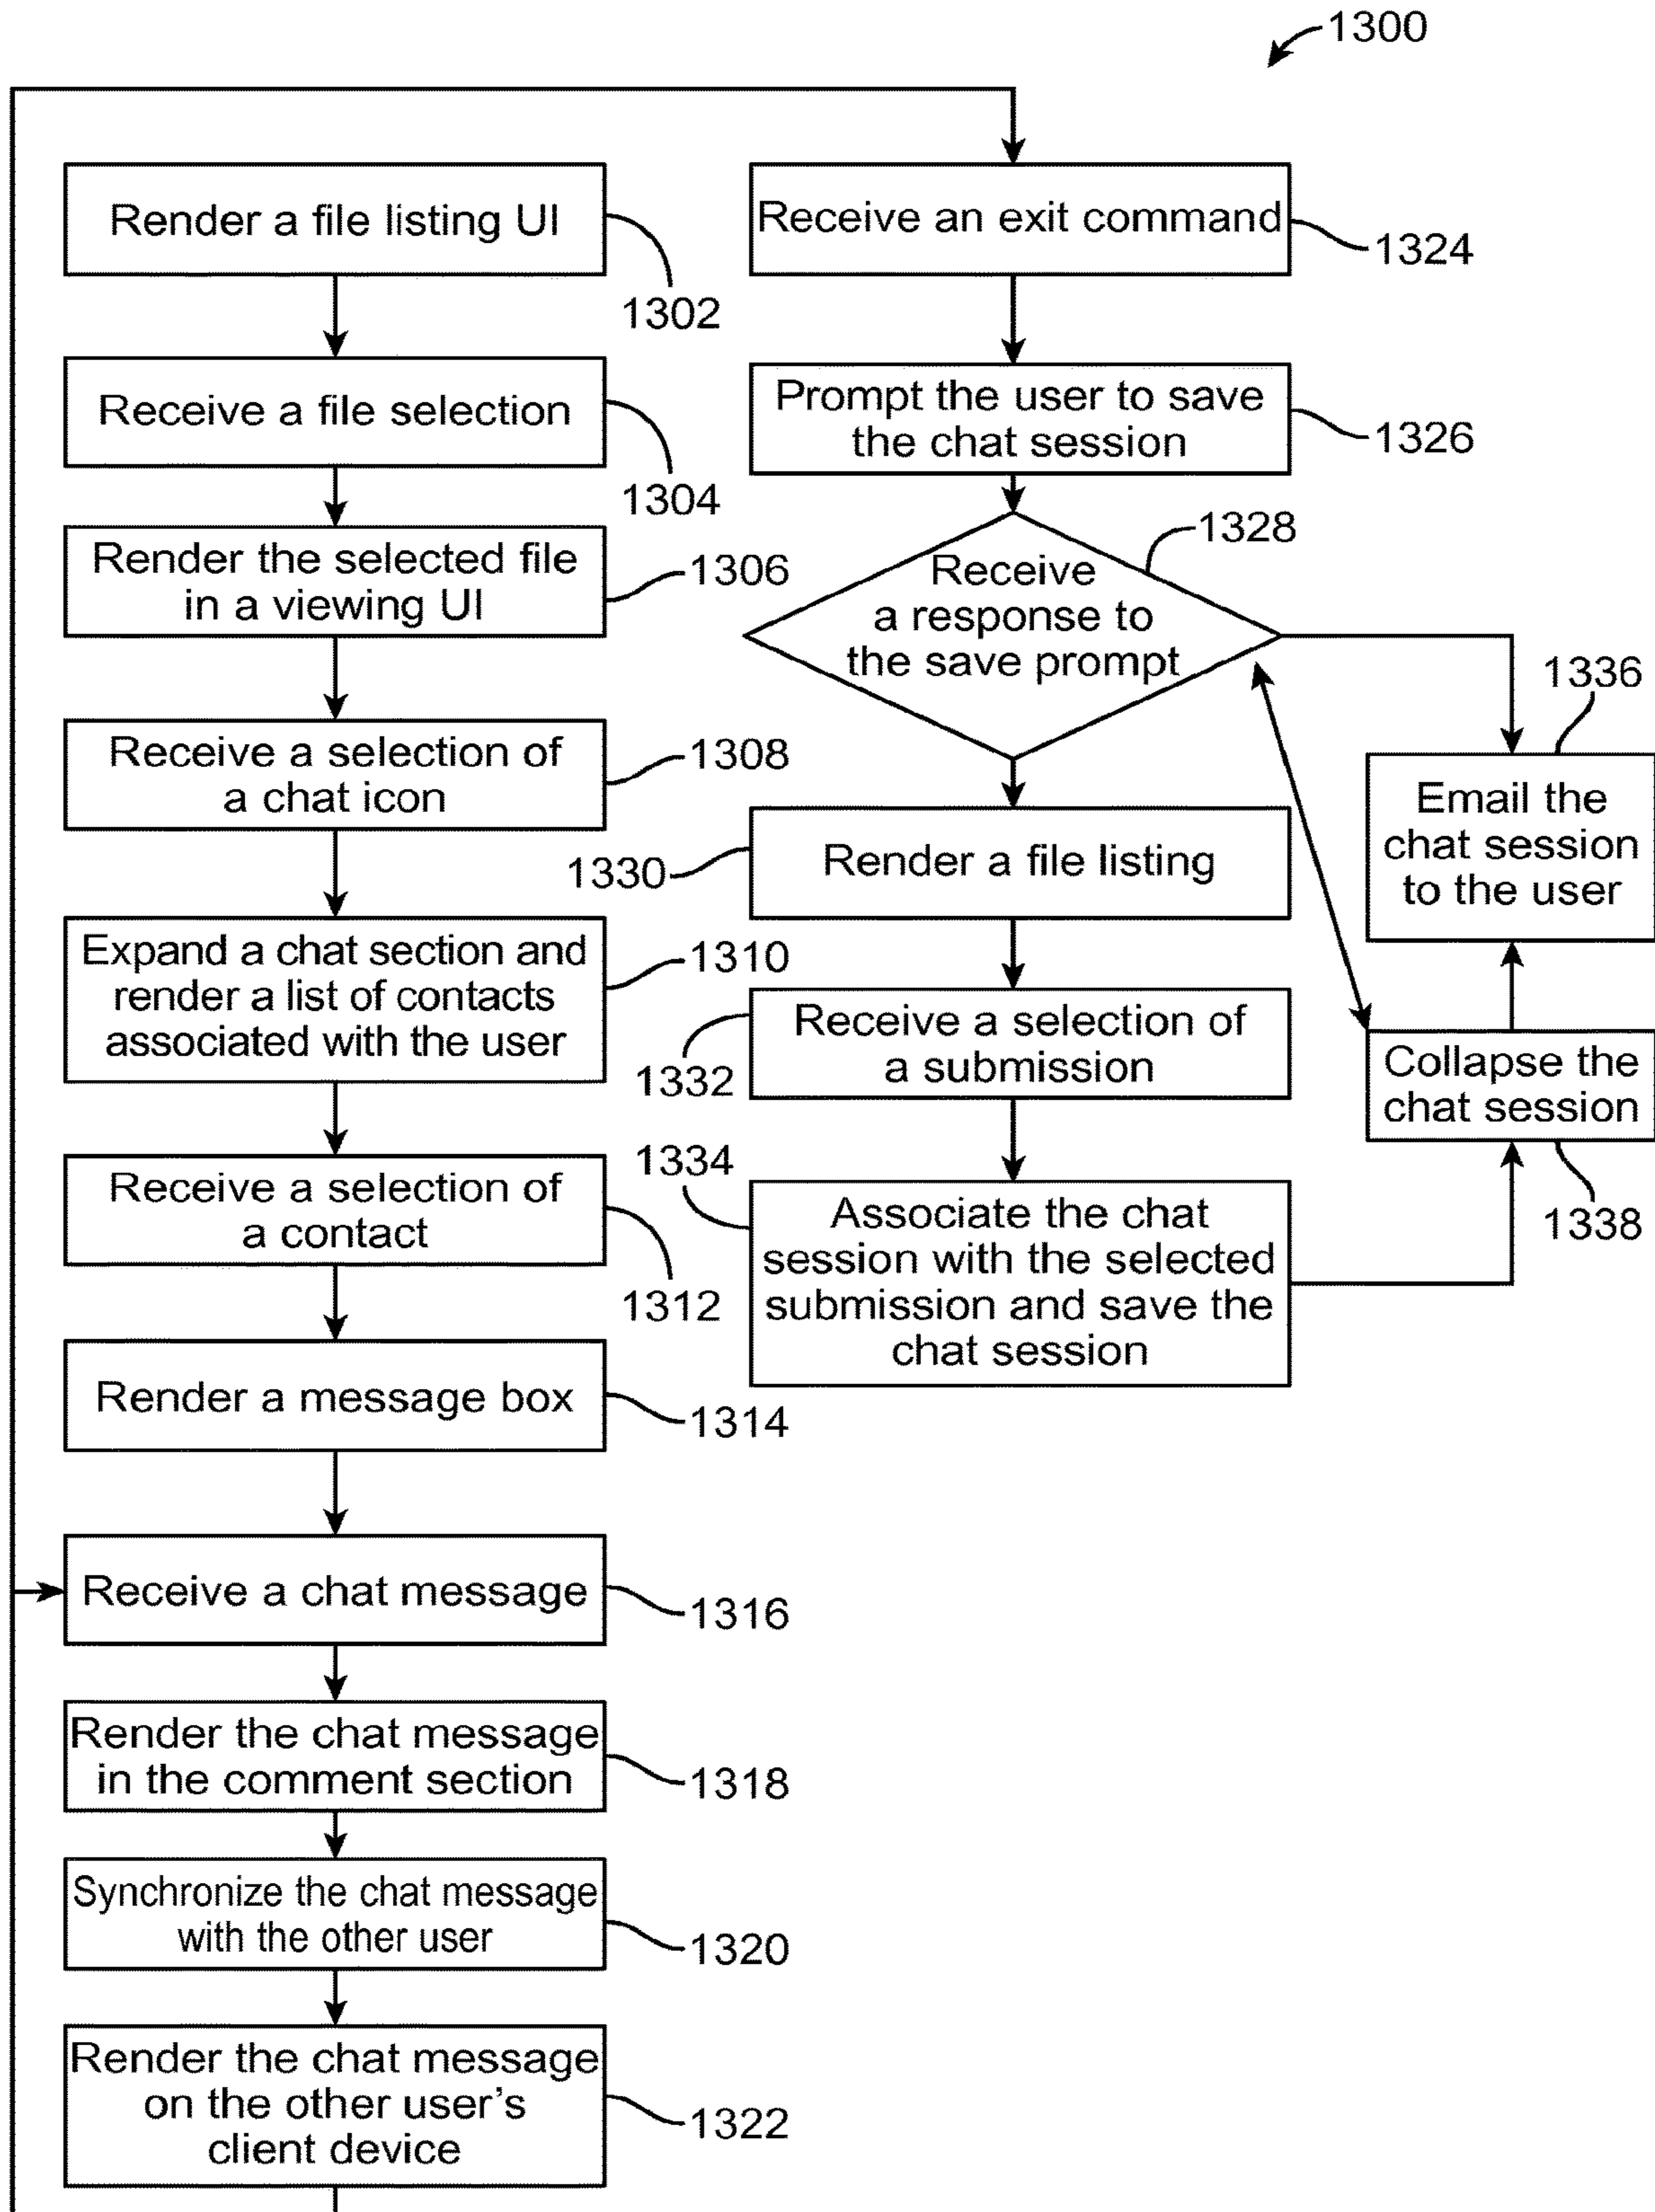 1300
Render a file listing UI
1302
Receive a file selection
1304
Render the selected file
in a viewing UI
1306
Receive a selection of
a chat icon
1308
Expand a chat section and
render a list of contacts
associated with the user
1310
Receive a selection of
a contact
1312
Render a message box
1314
Receive a chat message
1316
Render the chat message
in the comment section
1318
Synchronize the chat message
with the other user
1320
Render the chat message
on the other user’s
client device
1322
Receive an exit command
1324
Prompt the user to save
the chat session
1326
Receive
a response to
the save prompt
1328
Render a file listing
1330
Receive a selection of
a submission
1332
Associate the chat
session with the selected
submission and save the
chat session
1334
1336
Email the
chat session
to the user
Collapse the
chat session
1338